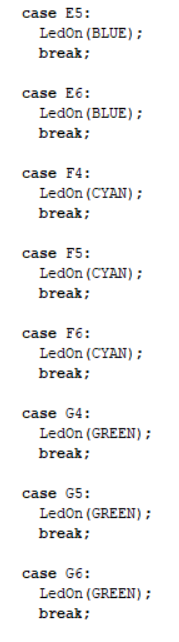 case E5:
LedOn(BLUE);
break;
case E6:
LedOn(BLUE);
break;
case F4:
LedOn(CYAN);
break;
case F5:
LedOn(CYAN);
break;
case F6:
LedOn(CYAN);
break;
case G4:
LedOn(GREEN);
break;
case G5:
LedOn(GREEN);
break;
case G6:
LedOn(GREEN);
break;